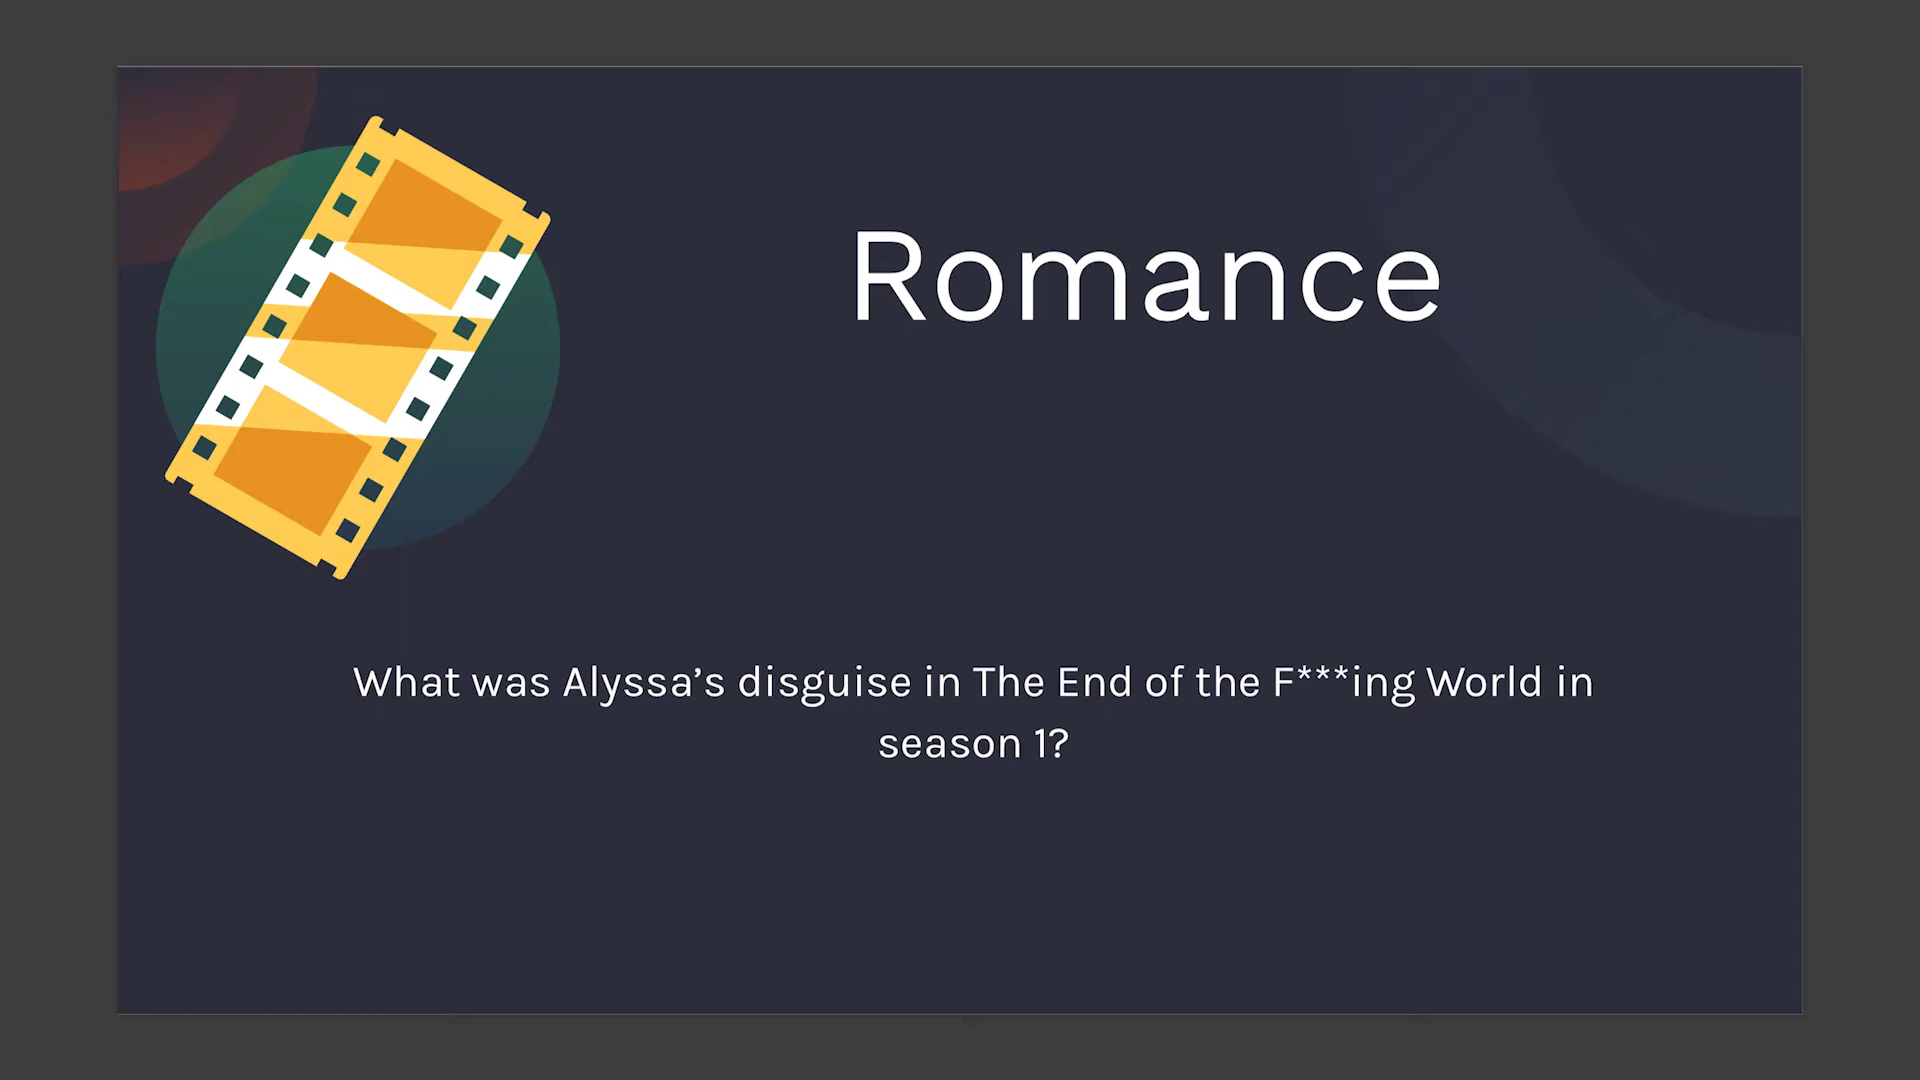 Romance
What was Alyssa’s disguise in The End of the F***ing World in
season 1?